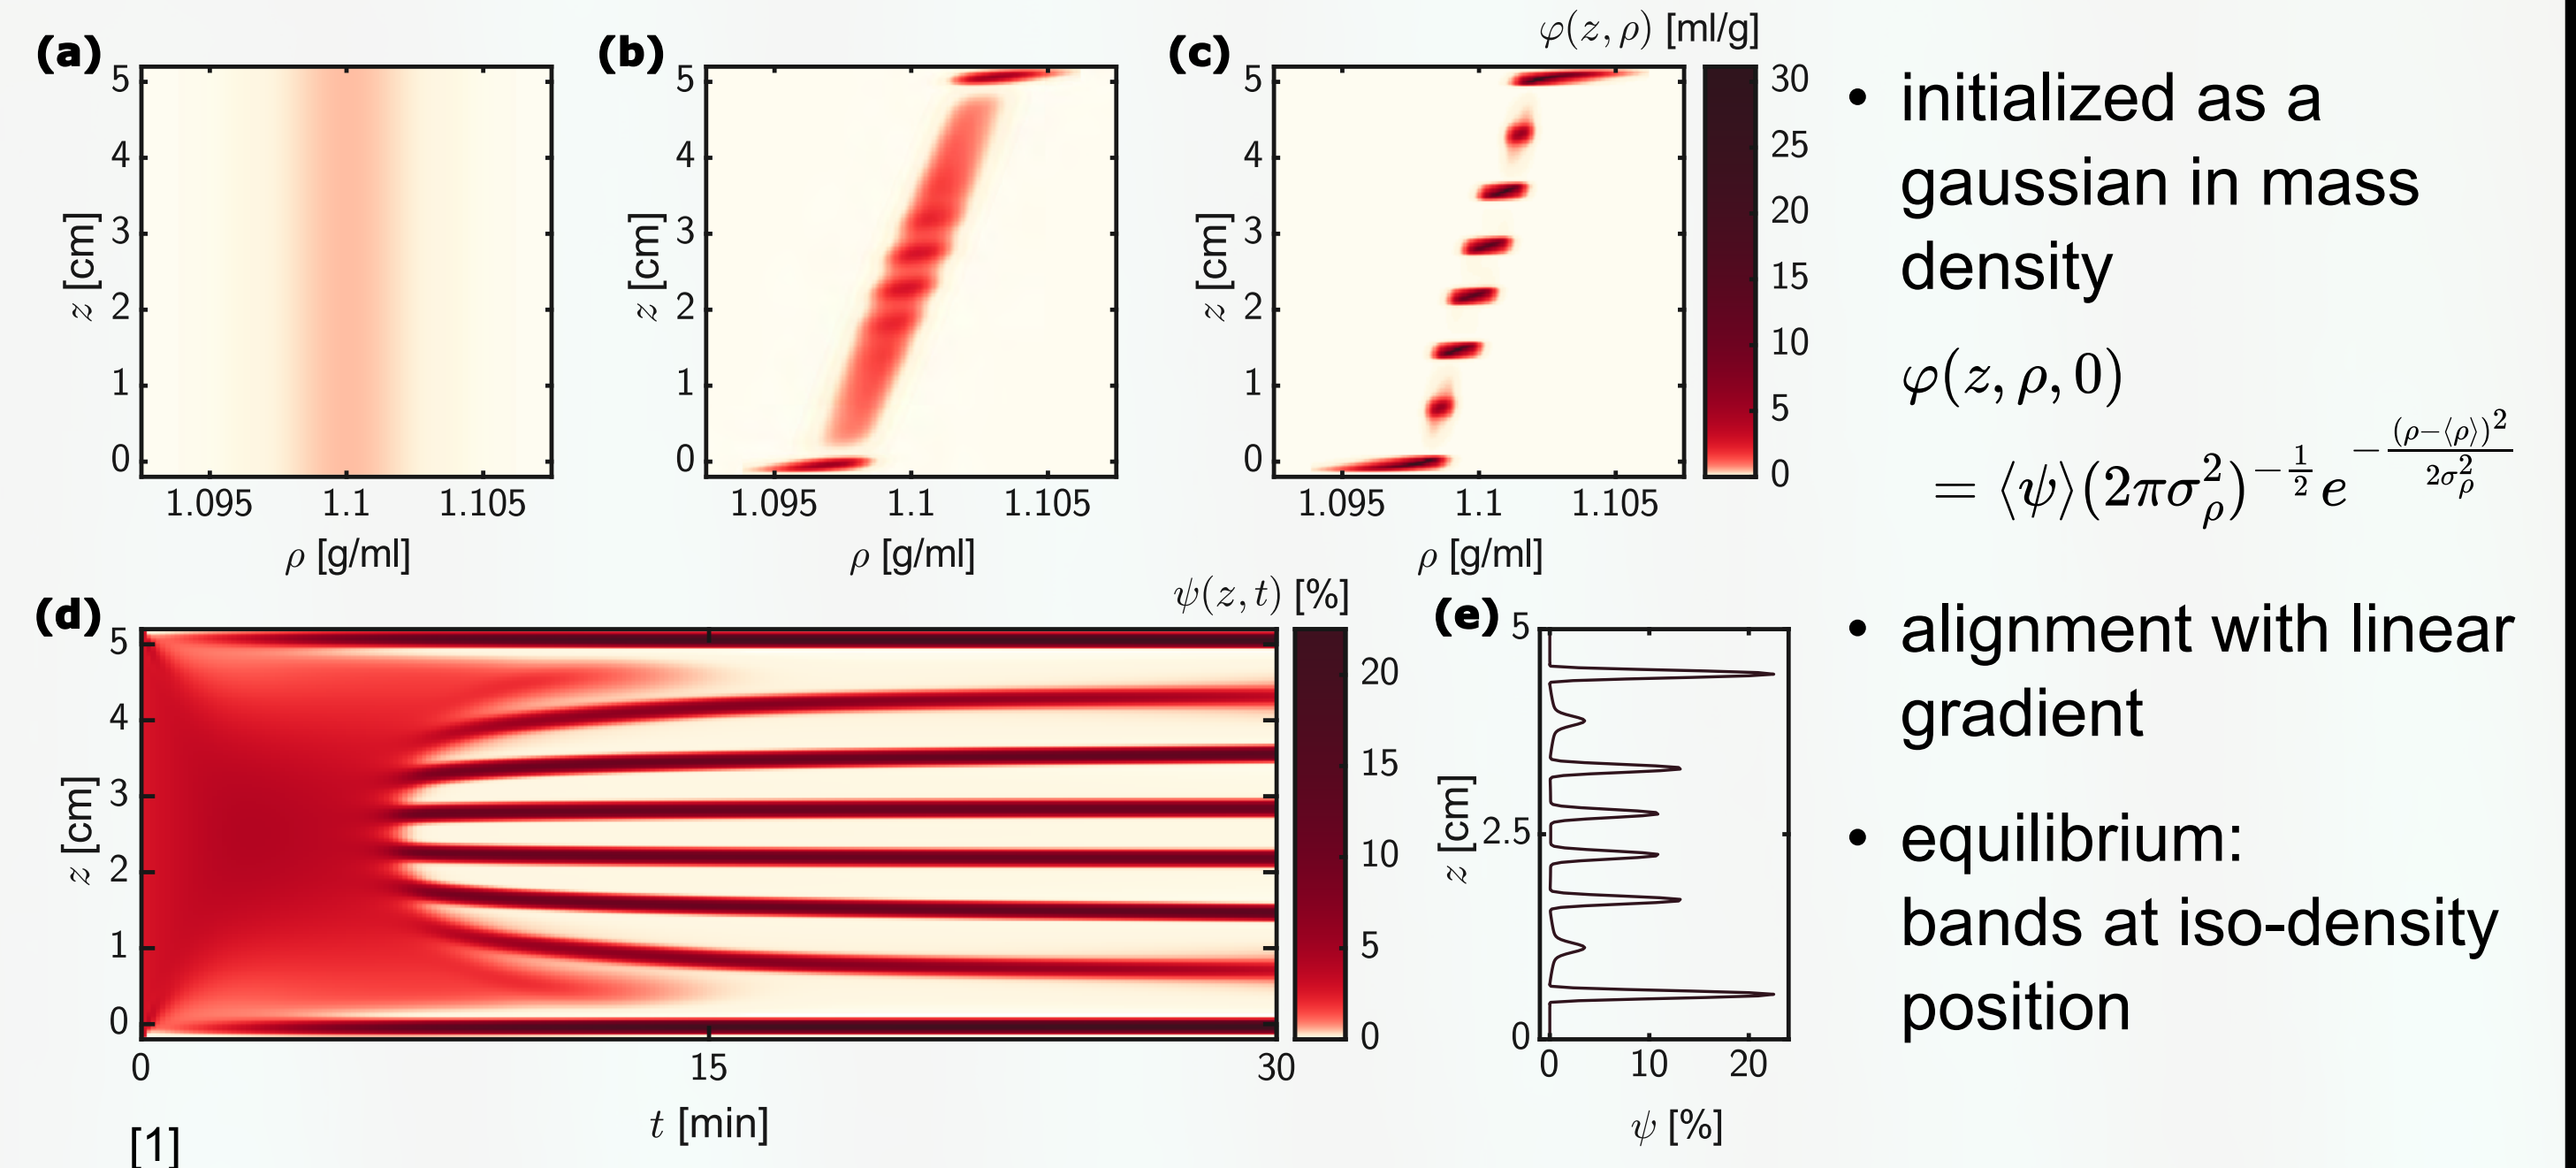 (a)
5
4
3
2
1
0
z [cm]
1.095 1.1 1.105
ρ [g/ml]
(b)
5
4
3
2
1
0
z [cm]
1.095 1.1 1.105
ρ [g/ml]
(c)
5
4
3
2
1
0
z [cm]
1.095 1.1 1.105
ρ [g/ml]
φ(z, ρ) [ml/g]
30
25
20
15
10
5
0
(d)
5
4
3
2
1
0
z [cm]
0 15 30
t [min]
ψ(z, t) [%]
20
15
10
5
0
(e)
5
2.5
0
z [cm]
0 10 20
ψ [%]
[1]
• initialized as a
gaussian in mass
density
φ(z, ρ, 0)
= ⟨ψ⟩(2πσ_ρ^2)^{-1/2} e^{-(ρ-⟨ρ⟩)^2/2σ_ρ^2}
• alignment with linear
gradient
• equilibrium:
bands at iso-density
position